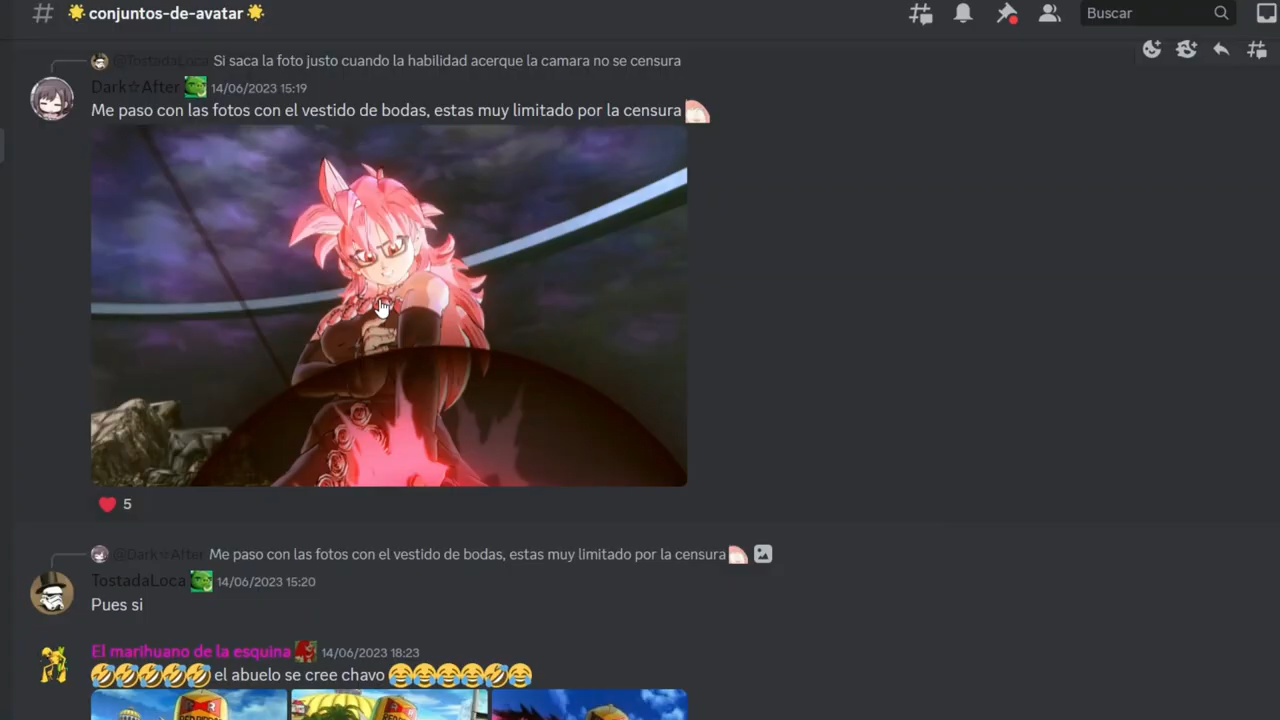 conjuntos-de-avatar
Buscar
@TostadaLoca Si saca la foto justo cuando la habilidad acerque la camara no se censura
Dark☆After 14/06/2023 15:19
Me paso con las fotos con el vestido de bodas, estas muy limitado por la censura
5
@Dark☆After Me paso con las fotos con el vestido de bodas, estas muy limitado por la censura
TostadaLoca 14/06/2023 15:20
Pues si
El marihuano de la esquina 14/06/2023 18:23
🤣🤣🤣🤣🤣 el abuelo se cree chavo 😂😂😂😂🤣😂